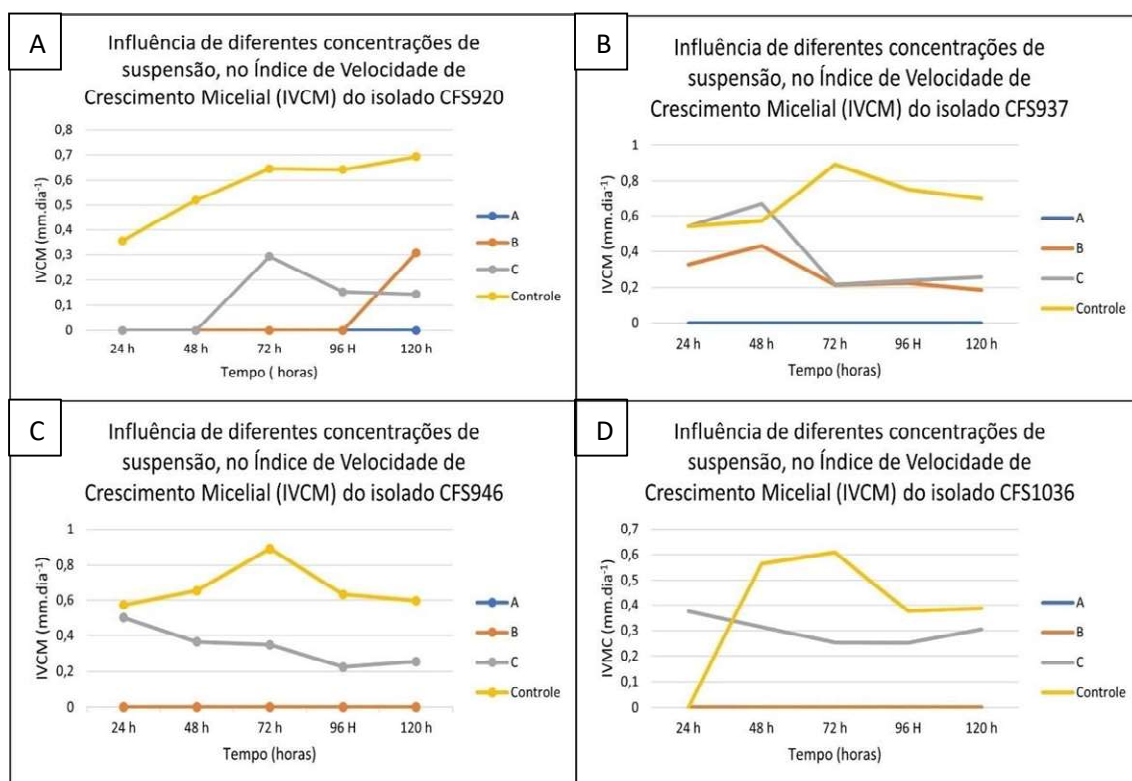 A
Influência de diferentes concentrações de
suspensão, no Índice de Velocidade de
Crescimento Micelial (IVCM) do isolado CFS920
0,8
0,7
0,6
0,5
0,4
0,3
0,2
0,1
0
IVCM (mm.dia⁻¹)
24 h 48 h 72 h 96 H 120 h
Tempo ( horas)
A
B
C
Controle
B
Influência de diferentes concentrações de
suspensão, no Índice de Velocidade de
Crescimento Micelial (IVCM) do isolado CFS937
1
0,8
0,6
0,4
0,2
0
IVCM (mm.dia⁻¹)
24 h 48 h 72 h 96 H 120 h
Tempo (horas)
A
B
C
Controle
C
Influência de diferentes concentrações de
suspensão, no Índice de Velocidade de
Crescimento Micelial (IVCM) do isolado CFS946
1
0,8
0,6
0,4
0,2
0
IVCM (mm.dia⁻¹)
24 h 48 h 72 h 96 H 120 h
Tempo (horas)
A
B
C
Controle
D
Influência de diferentes concentrações de
suspensão, no Índice de Velocidade de
Crescimento Micelial (IVCM) do isolado CFS1036
0,7
0,6
0,5
0,4
0,3
0,2
0,1
0
IVMC (mm.dia⁻¹)
24 h 48 h 72 h 96 H 120 h
Tempo (horas)
A
B
C
Controle